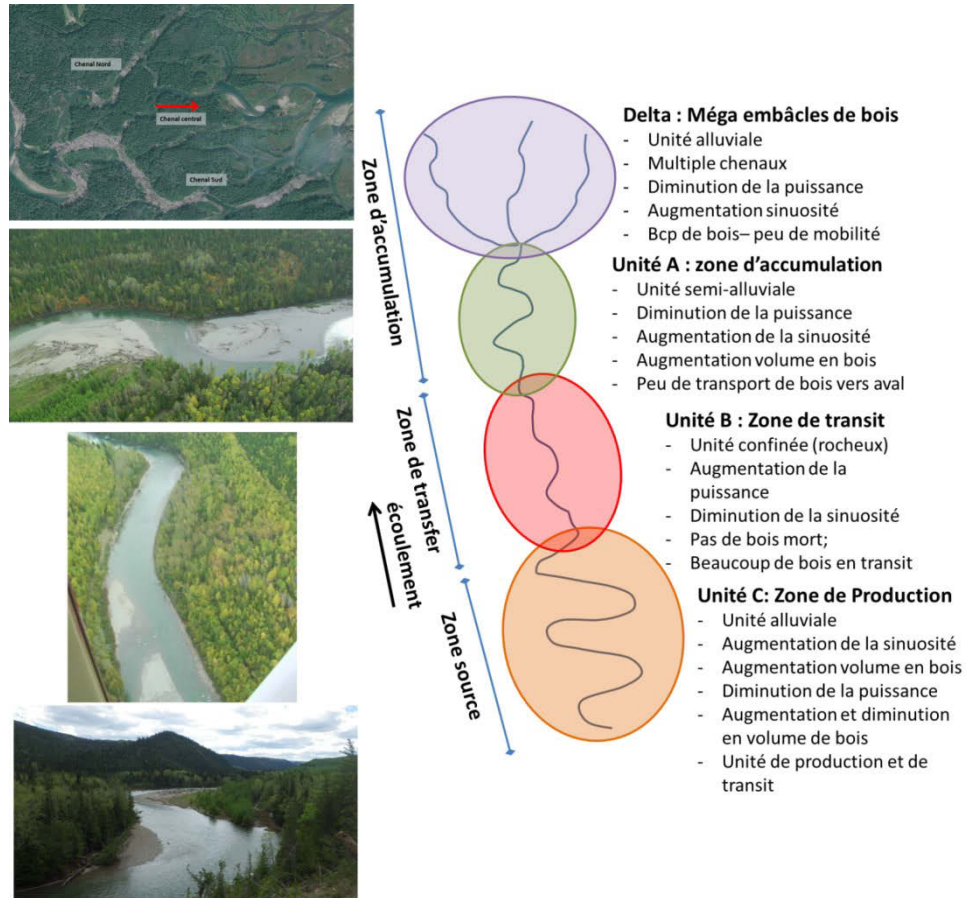 Chenal Nord
Chenal central
Chenal Sud
Zone d'accumulation
Zone de transfer
écoulement
Zone source
Delta : Méga embâcles de bois
- Unité alluviale
- Multiple chenaux
- Diminution de la puissance
- Augmentation sinuosité
- Bcp de bois– peu de mobilité
Unité A : zone d'accumulation
- Unité semi-alluviale
- Diminution de la puissance
- Augmentation de la sinuosité
- Augmentation volume en bois
- Peu de transport de bois vers aval
Unité B : Zone de transit
- Unité confinée (rocheux)
- Augmentation de la
puissance
- Diminution de la sinuosité
- Pas de bois mort;
- Beaucoup de bois en transit
Unité C: Zone de Production
- Unité alluviale
- Augmentation de la sinuosité
- Augmentation volume en bois
- Diminution de la puissance
- Augmentation et diminution
en volume de bois
- Unité de production et de
transit